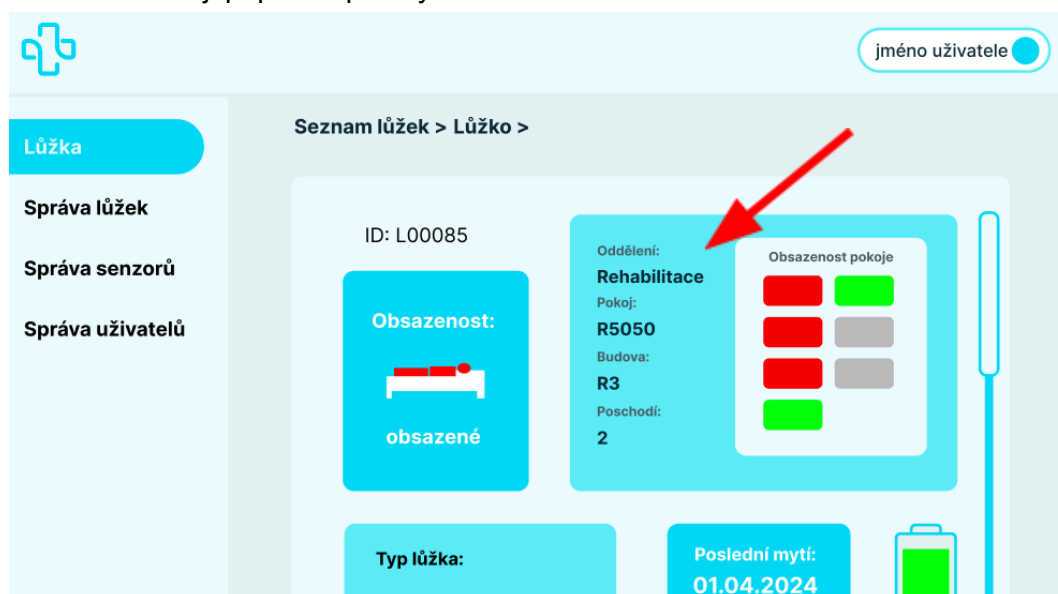 jméno uživatele
Lůžka
Správa lůžek
Správa senzorů
Správa uživatelů
Seznam lůžek > Lůžko >
ID: L00085
Obsazenost:
obsazené
Oddělení:
Rehabilitace
Pokoj:
R5050
Budova:
R3
Poschodí:
2
Obsazenost pokoje
Typ lůžka:
Poslední mytí:
01.04.2024